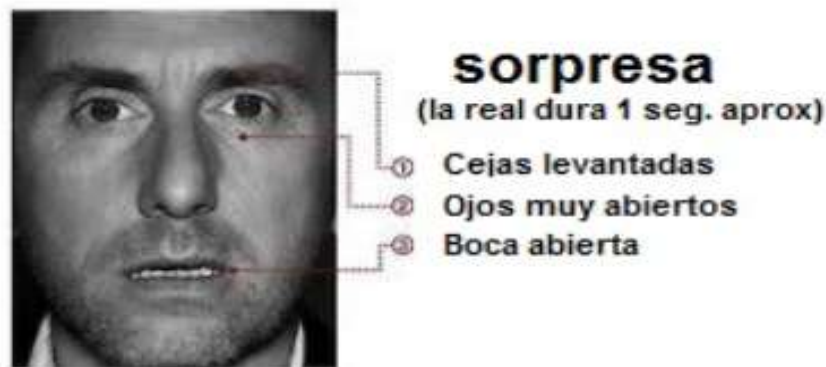 sorpresa
(la real dura 1 seg. aprox)
① Cejas levantadas
② Ojos muy abiertos
③ Boca abierta